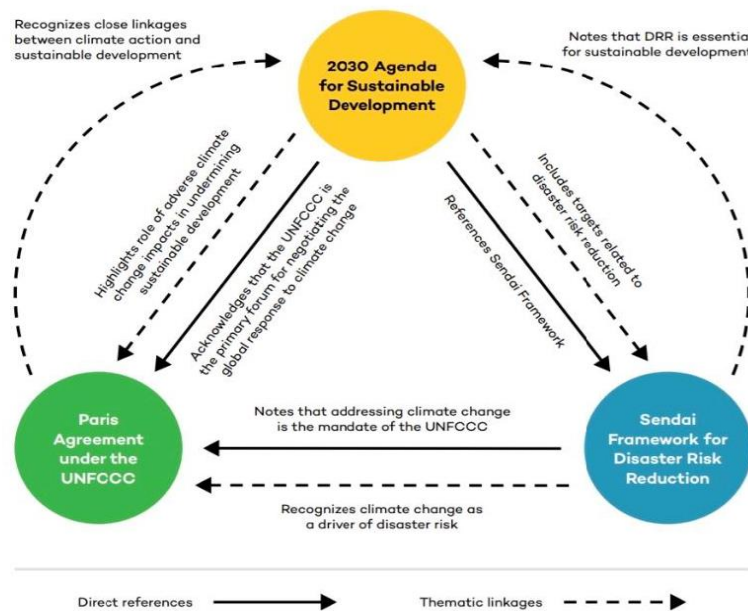 Recognizes close linkages
between climate action and
sustainable development
2030 Agenda
for Sustainable
Development
Notes that DRR is essential
for sustainable development
Highlights role of adverse climate
change impacts in undermining
sustainable development
Acknowledges that the UNFCCC is
the primary forum for negotiating the
global response to climate change
References Sendai Framework
Includes targets related to
disaster risk reduction
Paris
Agreement
under the
UNFCCC
Notes that addressing climate change
is the mandate of the UNFCCC
Recognizes climate change as
a driver of disaster risk
Sendai
Framework for
Disaster Risk
Reduction
Direct references
Thematic linkages